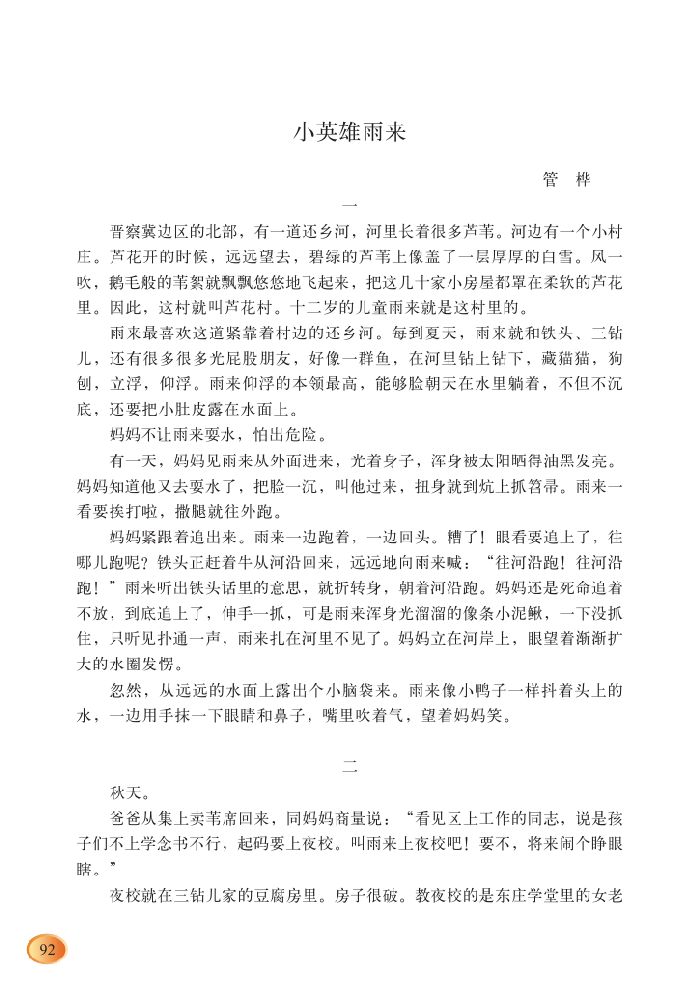 小英雄雨来
管 桦
一
晋察冀边区的北部，有一道还乡河，河里长着很多芦苇。河边有一个小村
庄。芦花开的时候，远远望去，碧绿的芦苇上像盖了一层厚厚的白雪。风一
吹，鹅毛般的苇絮就飘飘悠悠地飞起来，把这几十家小房屋都罩在柔软的芦花
里。因此，这村就叫芦花村。十二岁的儿童雨来就是这村里的。
雨来最喜欢这道紧靠着村边的还乡河。每到夏天，雨来就和铁头、三钻
儿，还有很多很多光屁股朋友，好像一群鱼，在河里钻上钻下，藏猫猫，狗
刨，立浮，仰浮。雨来仰浮的本领最高，能够脸朝天在水里躺着，不但不沉
底，还要把小肚皮露在水面上。
妈妈不让雨来耍水，怕出危险。
有一天，妈妈见雨来从外面进来，光着身子，浑身被太阳晒得油黑发亮。
妈妈知道他又去耍水了，把脸一沉，叫他过来，扭身就到炕上抓笤帚。雨来一
看要挨打啦，撒腿就往外跑。
妈妈紧跟着追出来。雨来一边跑着，一边回头。糟了！眼看要追上了，往
哪儿跑呢？铁头正赶着牛从河沿回来，远远地向雨来喊：“往河沿跑！往河沿
跑！”雨来听出铁头话里的意思，就折转身，朝着河沿跑。妈妈还是死命追着
不放，到底追上了，伸手一抓，可是雨来浑身光溜溜的像条小泥鳅，一下没抓
住，只听见扑通一声，雨来扎在河里不见了。妈妈立在河岸上，眼望着渐渐扩
大的水圈发愣。
忽然，从远远的水面上露出个小脑袋来。雨来像小鸭子一样抖着头上的
水，一边用手抹一下眼睛和鼻子，嘴里吹着气，望着妈妈笑。
二
秋天。
爸爸从集上卖苇席回来，同妈妈商量说：“看见区上工作的同志，说是孩
子们不上学念书不行，起码要上夜校。叫雨来上夜校吧！要不，将来闹个睁眼
瞎。”
夜校就在三钻儿家的豆腐房里。房子很破。教夜校的是东庄学堂里的女老
92